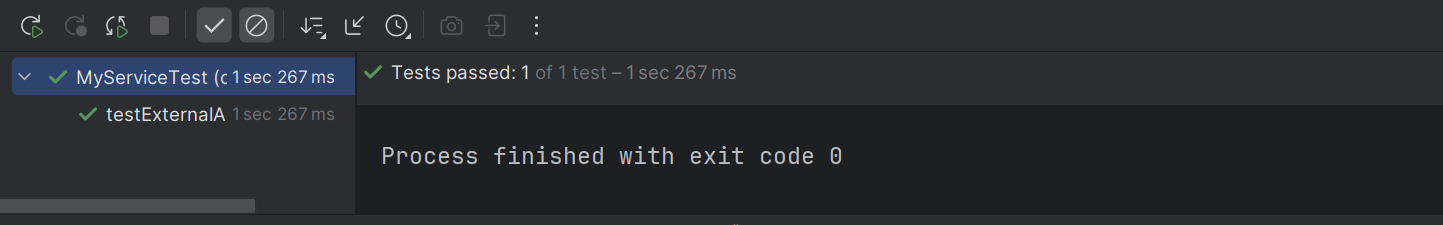 MyServiceTest (c 1 sec 267 ms
testExternalA 1 sec 267 ms
Tests passed: 1 of 1 test – 1 sec 267 ms
Process finished with exit code 0